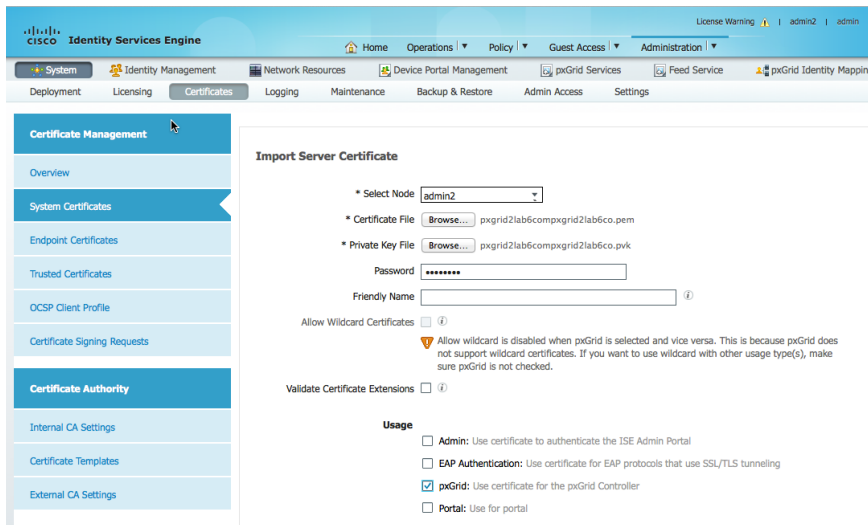 License Warning | admin2 | admin
CISCO Identity Services Engine
Home Operations | Policy | Guest Access | Administration |
System Identity Management Network Resources Device Portal Management pxGrid Services Feed Service pxGrid Identity Mappin
Deployment Licensing Certificates Logging Maintenance Backup & Restore Admin Access Settings
Certificate Management
Overview
System Certificates
Endpoint Certificates
Trusted Certificates
OCSP Client Profile
Certificate Signing Requests
Certificate Authority
Internal CA Settings
Certificate Templates
External CA Settings
Import Server Certificate
* Select Node admin2
* Certificate File Browse... pxgrid2lab6compxgrid2lab6co.pem
* Private Key File Browse... pxgrid2lab6compxgrid2lab6co.pvk
Password ••••••••
Friendly Name
Allow Wildcard Certificates
Allow wildcard is disabled when pxGrid is selected and vice versa. This is because pxGrid does
not support wildcard certificates. If you want to use wildcard with other usage type(s), make
sure pxGrid is not checked.
Validate Certificate Extensions
Usage
Admin: Use certificate to authenticate the ISE Admin Portal
EAP Authentication: Use certificate for EAP protocols that use SSL/TLS tunneling
pxGrid: Use certificate for the pxGrid Controller
Portal: Use for portal